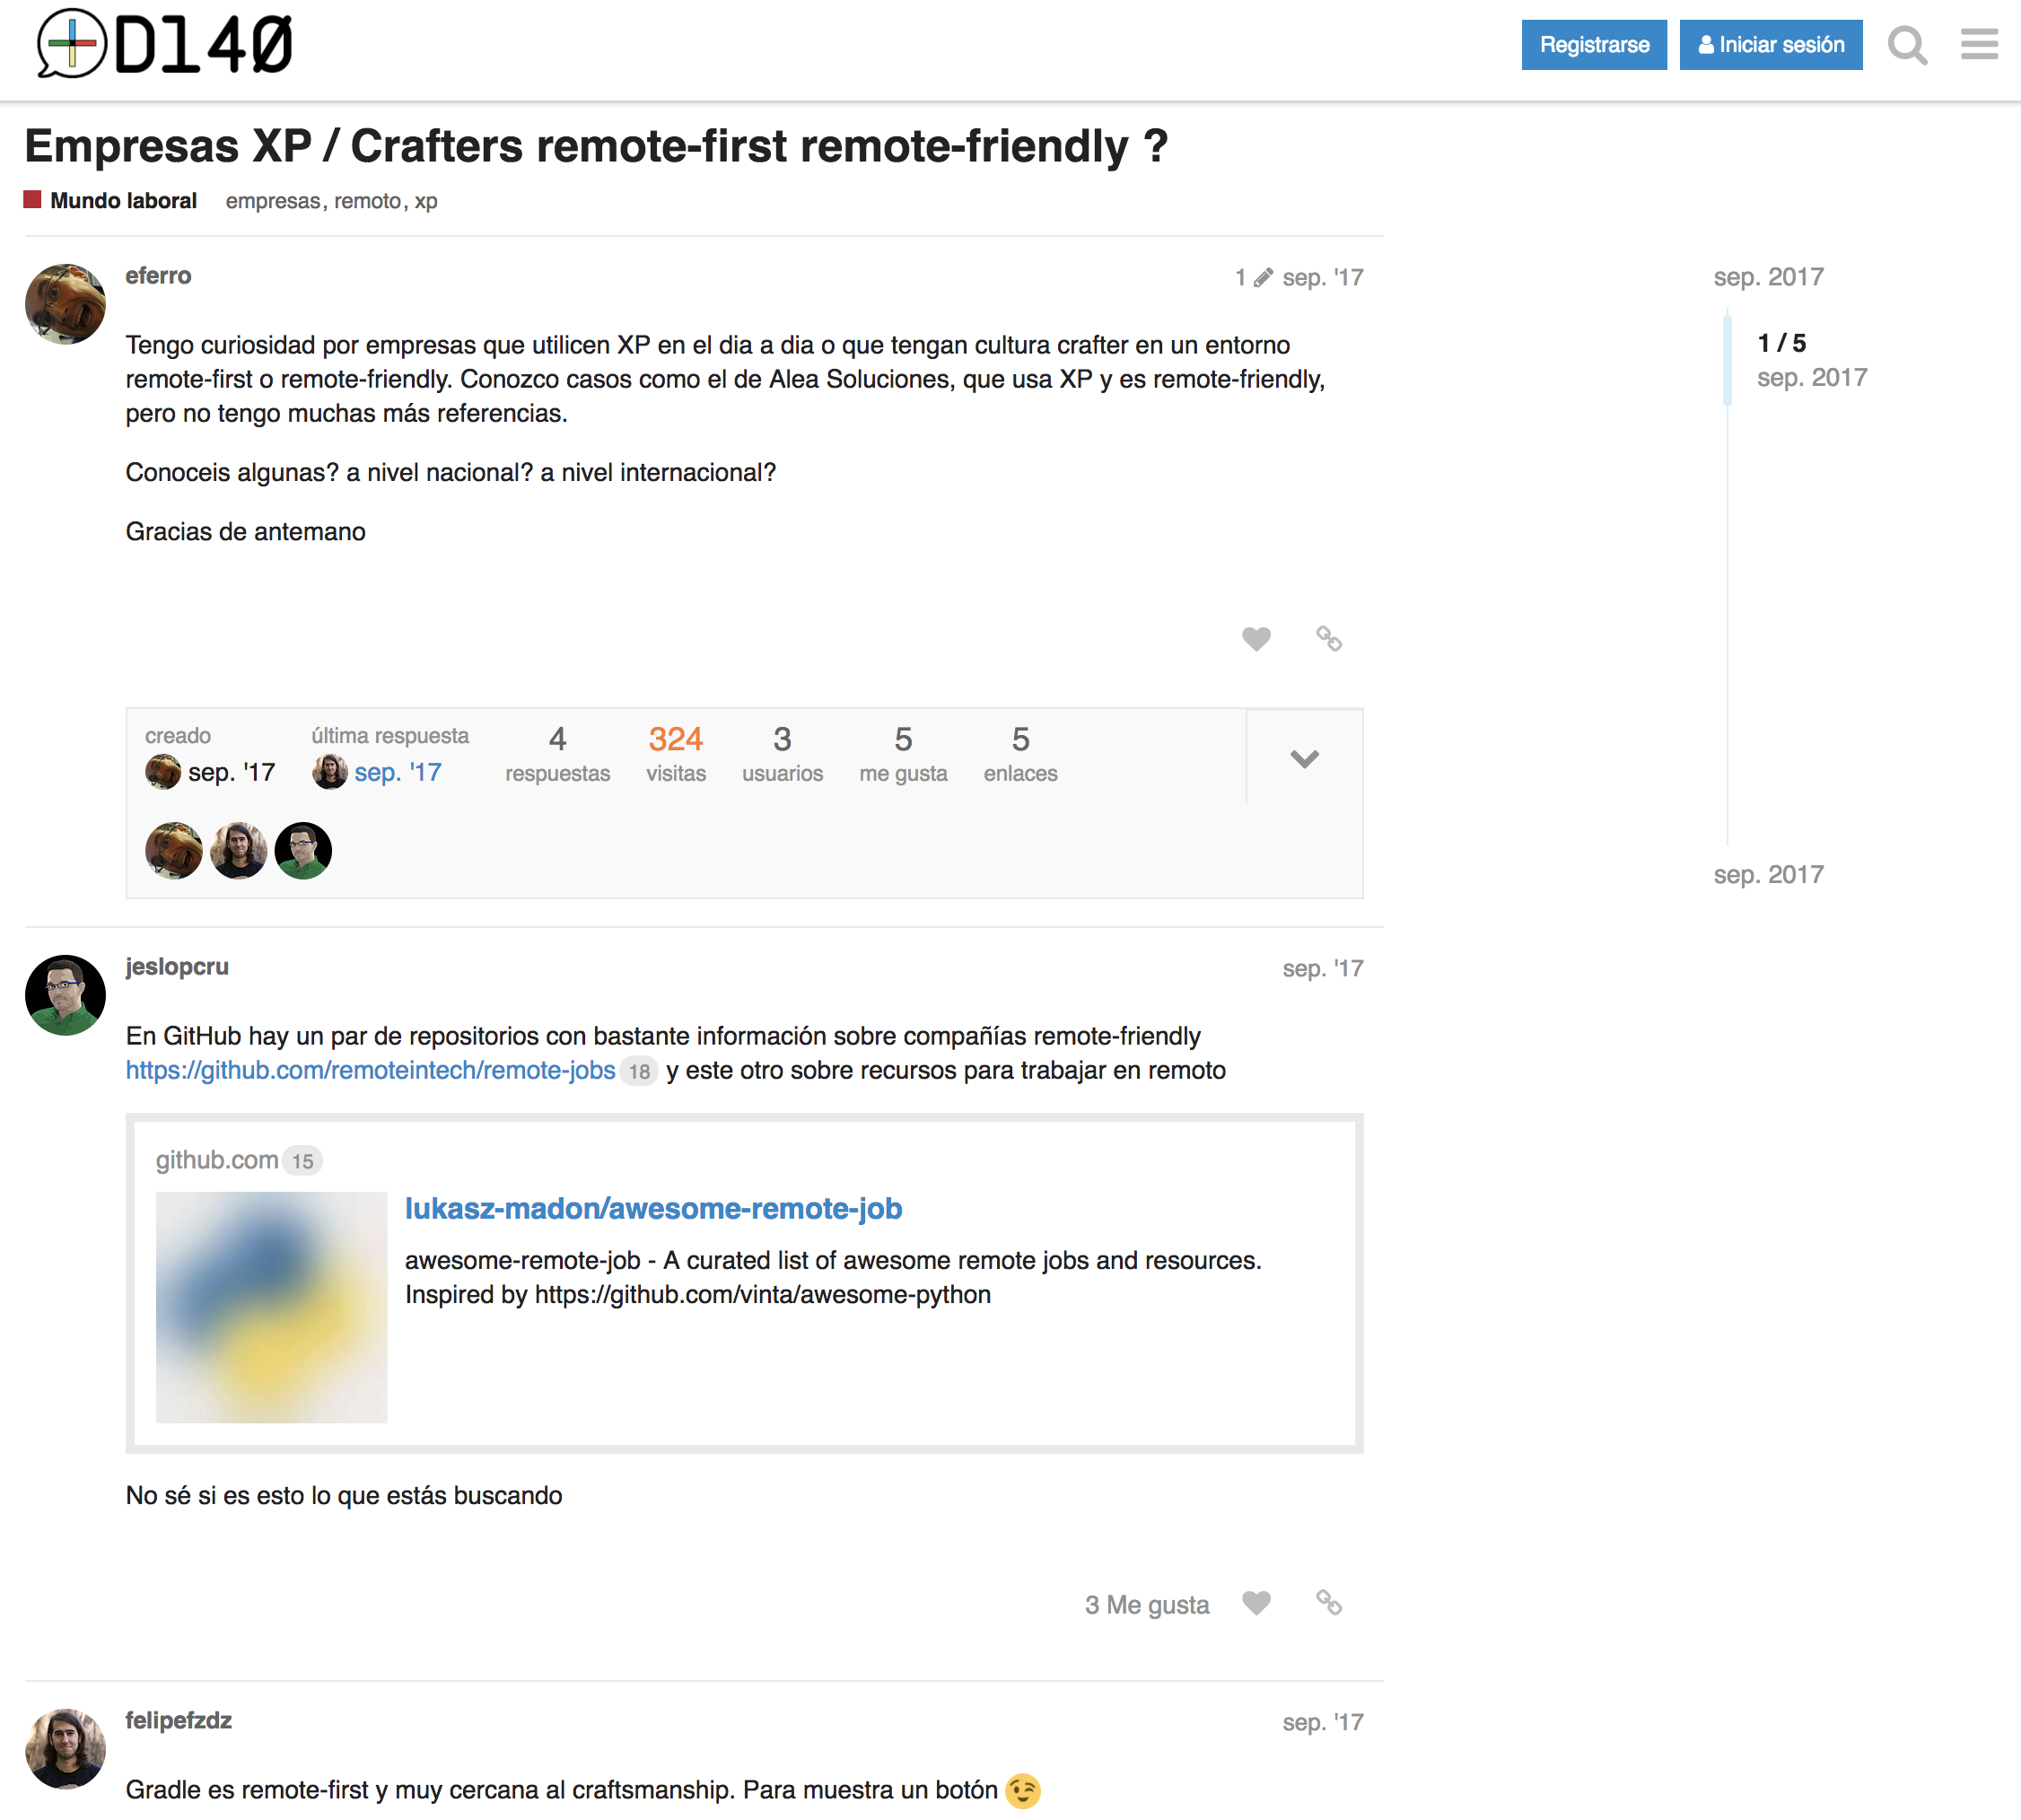 D140
Registrarse
Iniciar sesión
Empresas XP / Crafters remote-first remote-friendly ?
Mundo laboral empresas, remoto, xp
eferro
1 sep. '17
Tengo curiosidad por empresas que utilicen XP en el dia a dia o que tengan cultura crafter en un entorno
remote-first o remote-friendly. Conozco casos como el de Alea Soluciones, que usa XP y es remote-friendly,
pero no tengo muchas más referencias.
Conoceis algunas? a nivel nacional? a nivel internacional?
Gracias de antemano
sep. 2017
1 / 5
sep. 2017
sep. 2017
creado
sep. '17
última respuesta
sep. '17
4
respuestas
324
visitas
3
usuarios
5
me gusta
5
enlaces
jeslopcru
sep. '17
En GitHub hay un par de repositorios con bastante información sobre compañías remote-friendly
https://github.com/remoteintech/remote-jobs 18 y este otro sobre recursos para trabajar en remoto
github.com 15
lukasz-madon/awesome-remote-job
awesome-remote-job - A curated list of awesome remote jobs and resources.
Inspired by https://github.com/vinta/awesome-python
No sé si es esto lo que estás buscando
3 Me gusta
felipefzdz
sep. '17
Gradle es remote-first y muy cercana al craftsmanship. Para muestra un botón 😉